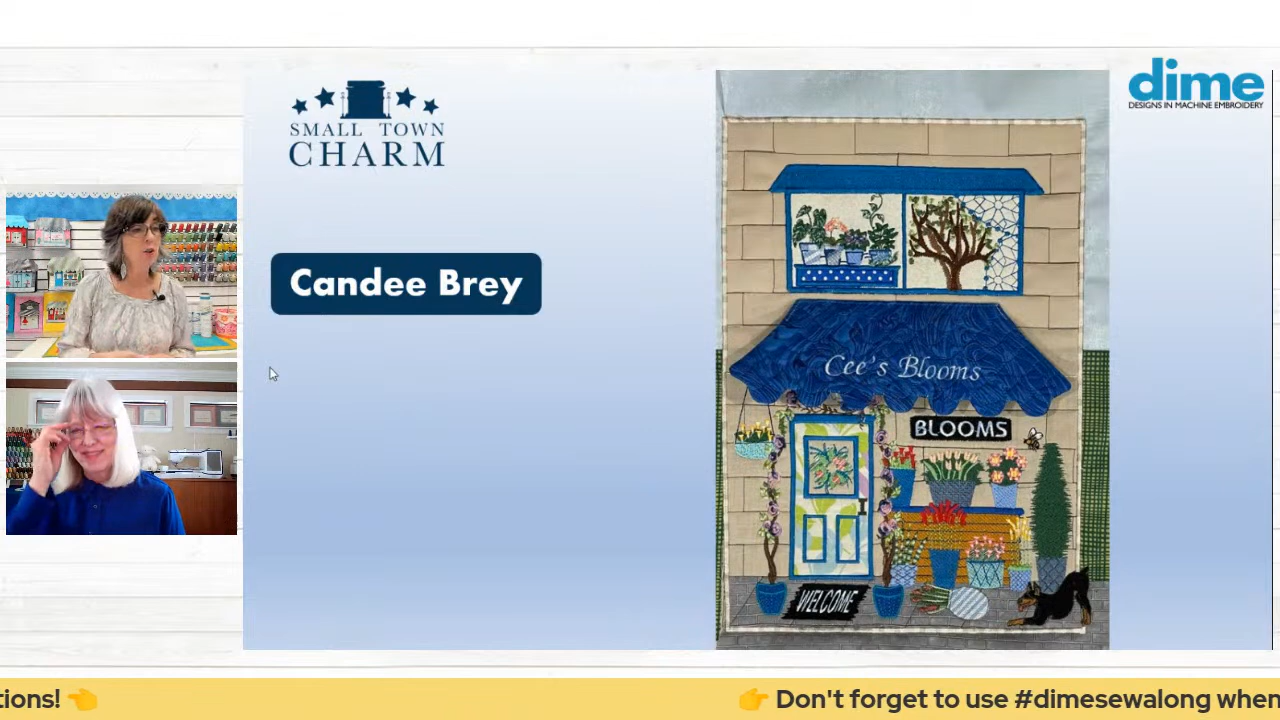 dime
DESIGNS IN MACHINE EMBROIDERY
SMALL TOWN
CHARM
Candee Brey
Cee's Blooms
BLOOMS
WELCOME
tions! 👈
👉 Don't forget to use #dimesewalong when